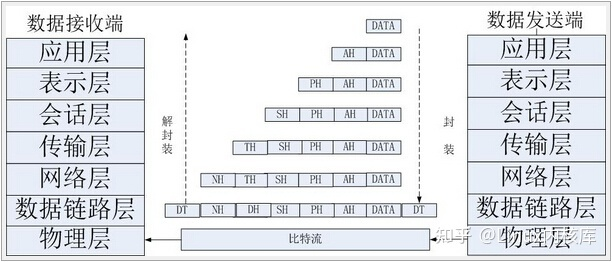 数据接收端
数据发送端
DATA
应用层
AH DATA
应用层
表示层
PH AH DATA
表示层
会话层
SH PH AH DATA
会话层
解封装
封装
传输层
TH SH PH AH DATA
传输层
网络层
NH TH SH PH AH DATA
网络层
数据链路层
DT NH DH SH PH AH DATA DT
数据链路层
物理层
比特流
物理层